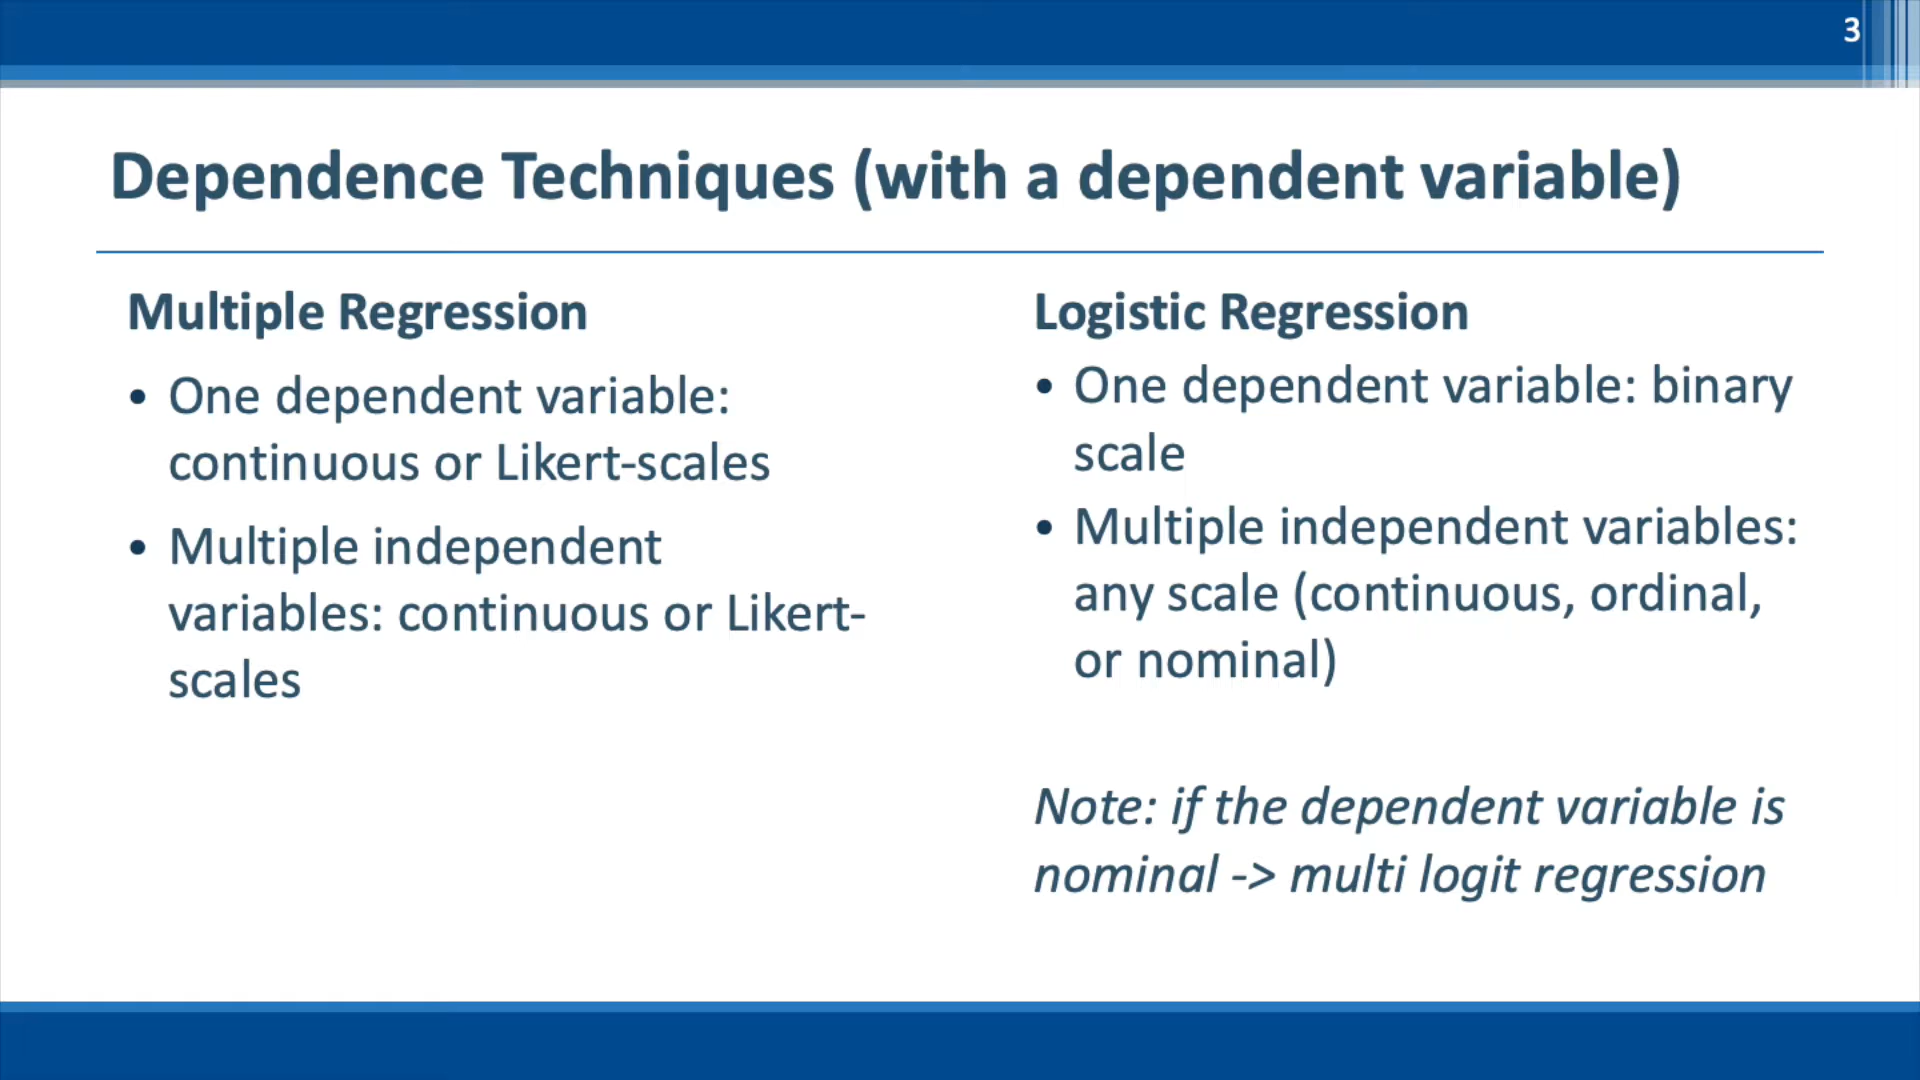 3
Dependence Techniques (with a dependent variable)
Multiple Regression
• One dependent variable:
continuous or Likert-scales
• Multiple independent
variables: continuous or Likert-
scales
Logistic Regression
• One dependent variable: binary
scale
• Multiple independent variables:
any scale (continuous, ordinal,
or nominal)
Note: if the dependent variable is
nominal -> multi logit regression